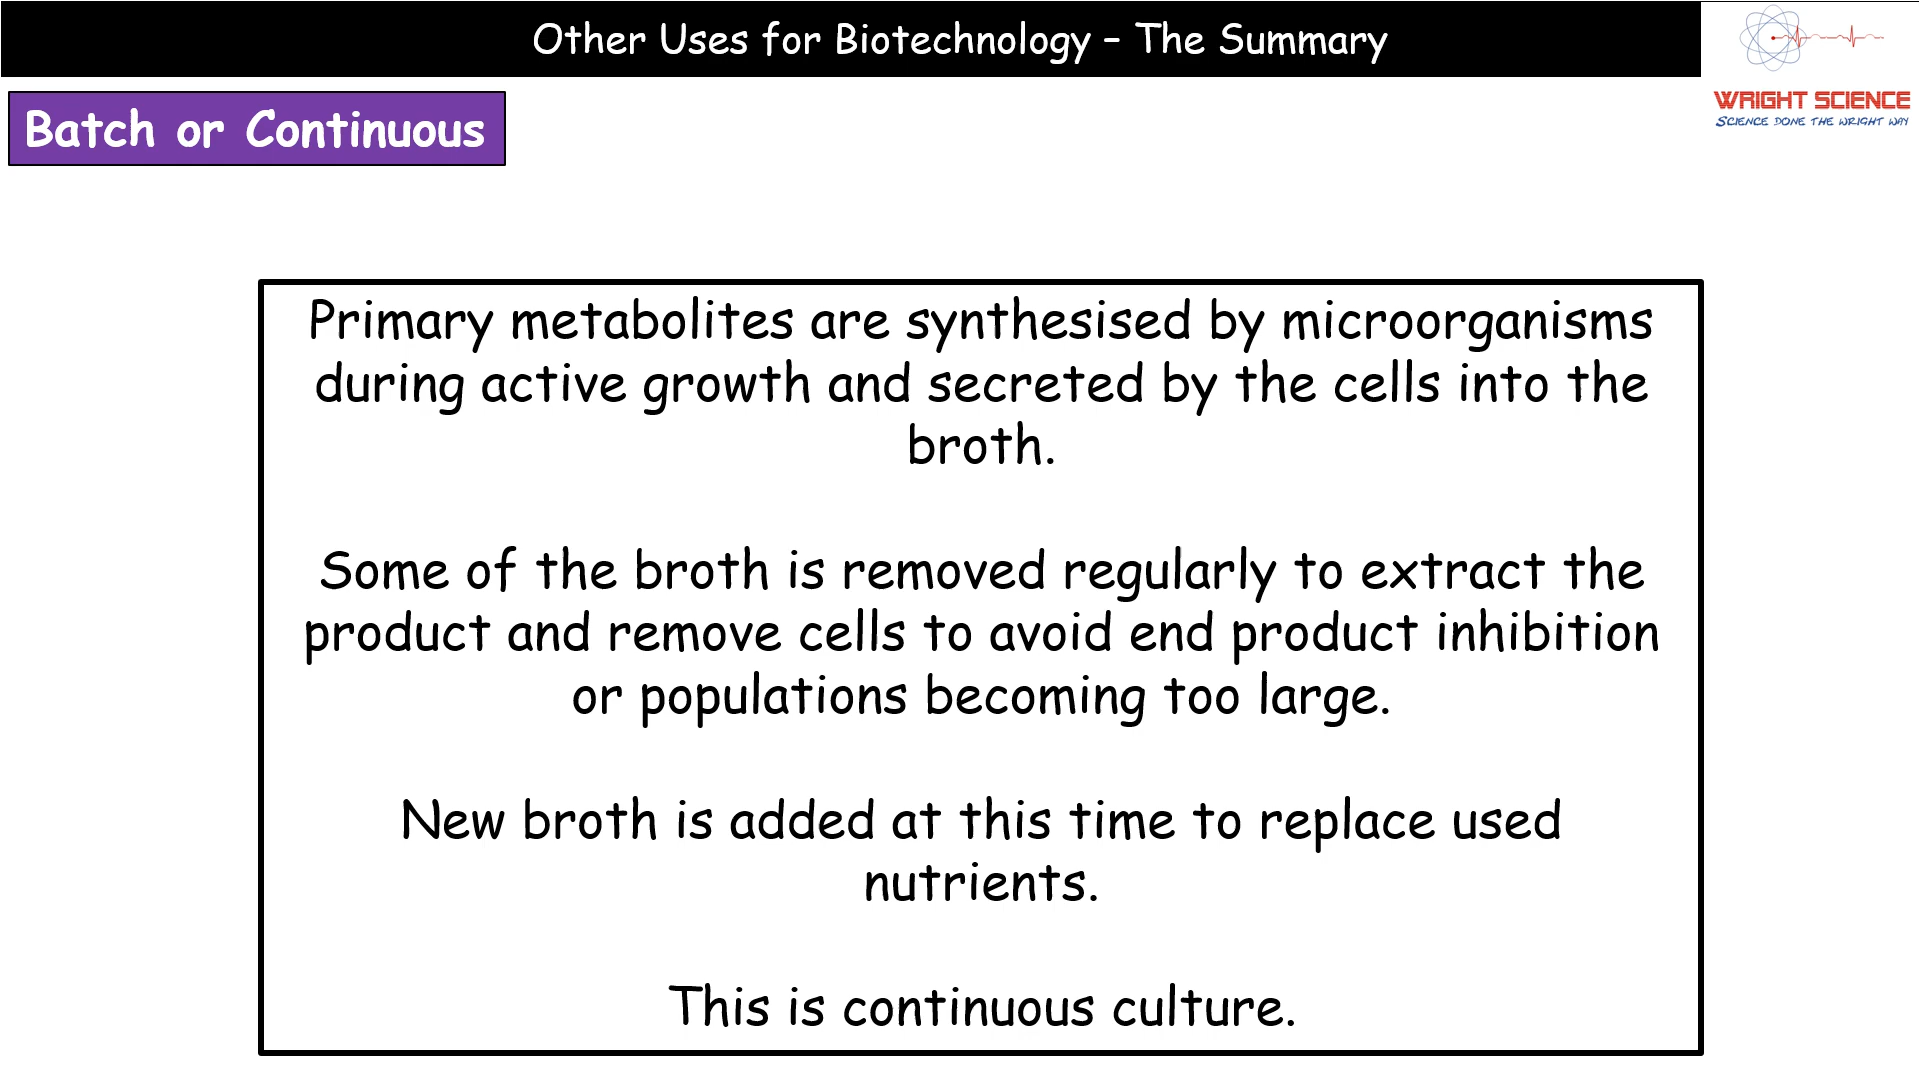 Other Uses for Biotechnology – The Summary
WRIGHT SCIENCE
SCIENCE DONE THE WRIGHT WAY
Batch or Continuous
Primary metabolites are synthesised by microorganisms
during active growth and secreted by the cells into the
broth.
Some of the broth is removed regularly to extract the
product and remove cells to avoid end product inhibition
or populations becoming too large.
New broth is added at this time to replace used
nutrients.
This is continuous culture.